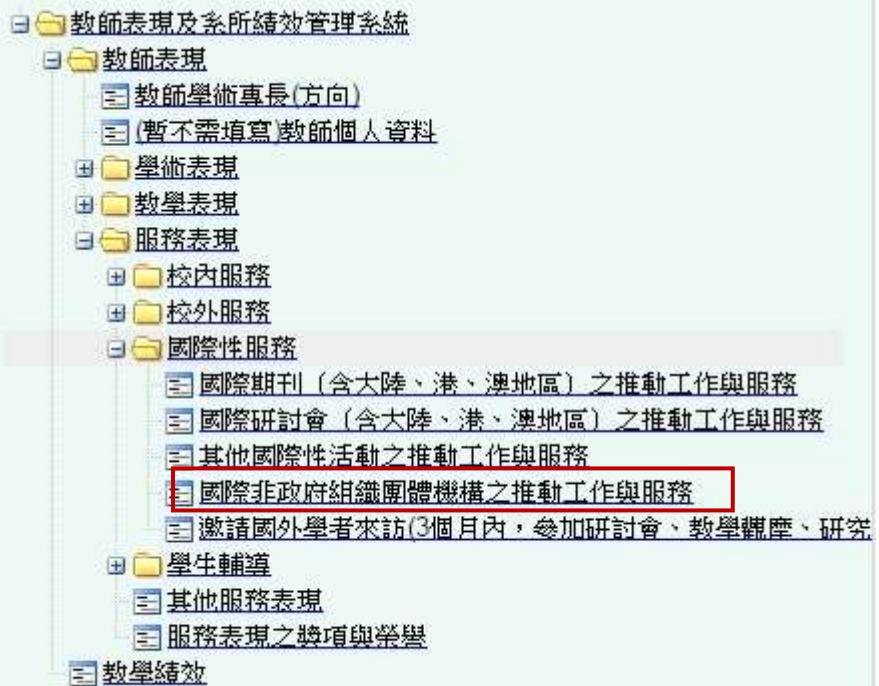 教師表現及系所績效管理系統
教師表現
教師學術專長(方向)
(暫不需填寫)教師個人資料
學術表現
教學表現
服務表現
校內服務
校外服務
國際性服務
國際期刊〔含大陸、港、澳地區〕之推動工作與服務
國際研討會〔含大陸、港、澳地區〕之推動工作與服務
其他國際性活動之推動工作與服務
國際非政府組織團體機構之推動工作與服務
邀請國外學者來訪(3個月內，參加研討會、教學觀摩、研究
學生輔導
其他服務表現
服務表現之獎項與榮譽
教學績效